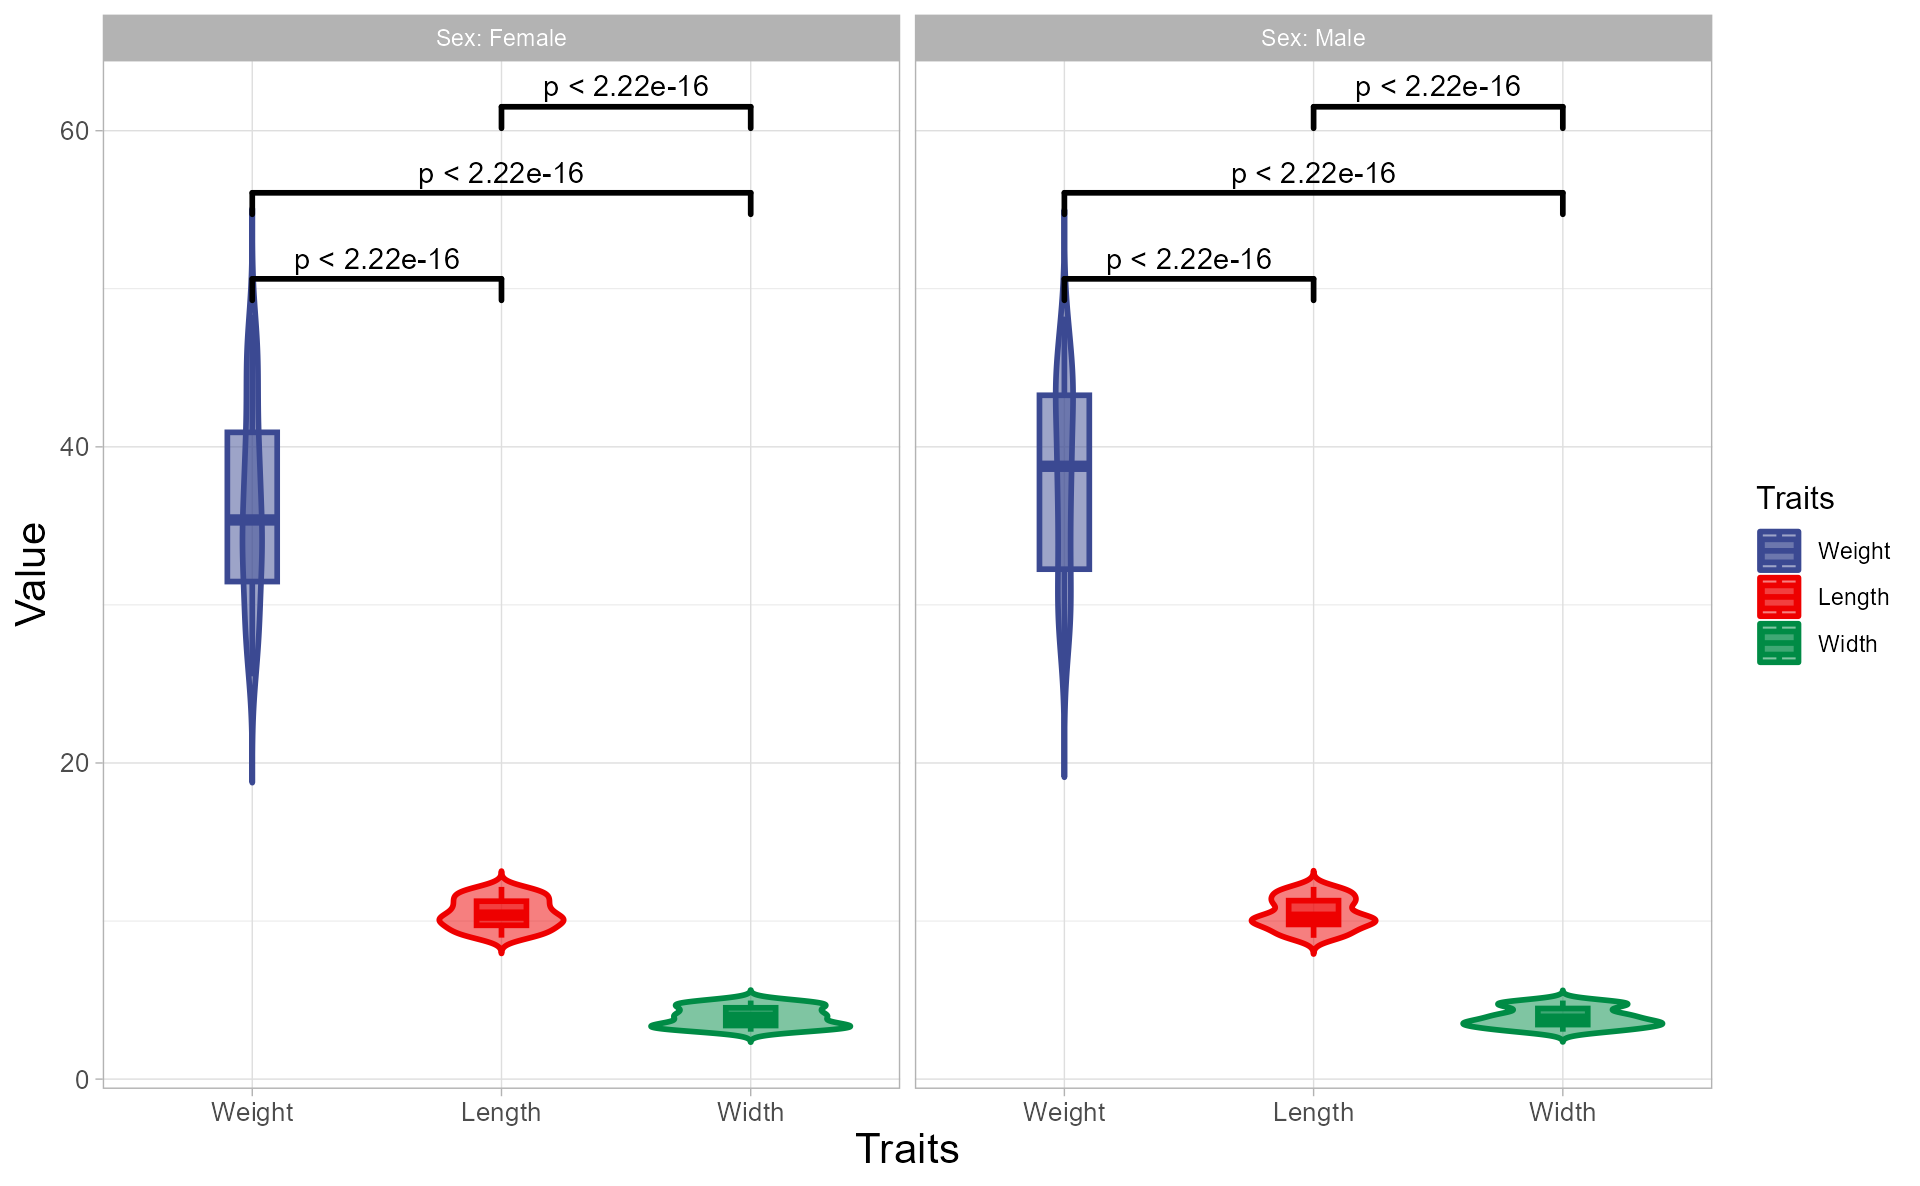 Sex: Female
Sex: Male
p < 2.22e-16
p < 2.22e-16
p < 2.22e-16
p < 2.22e-16
p < 2.22e-16
p < 2.22e-16
60
40
20
0
Value
Weight
Length
Width
Weight
Length
Width
Traits
Traits
Weight
Length
Width